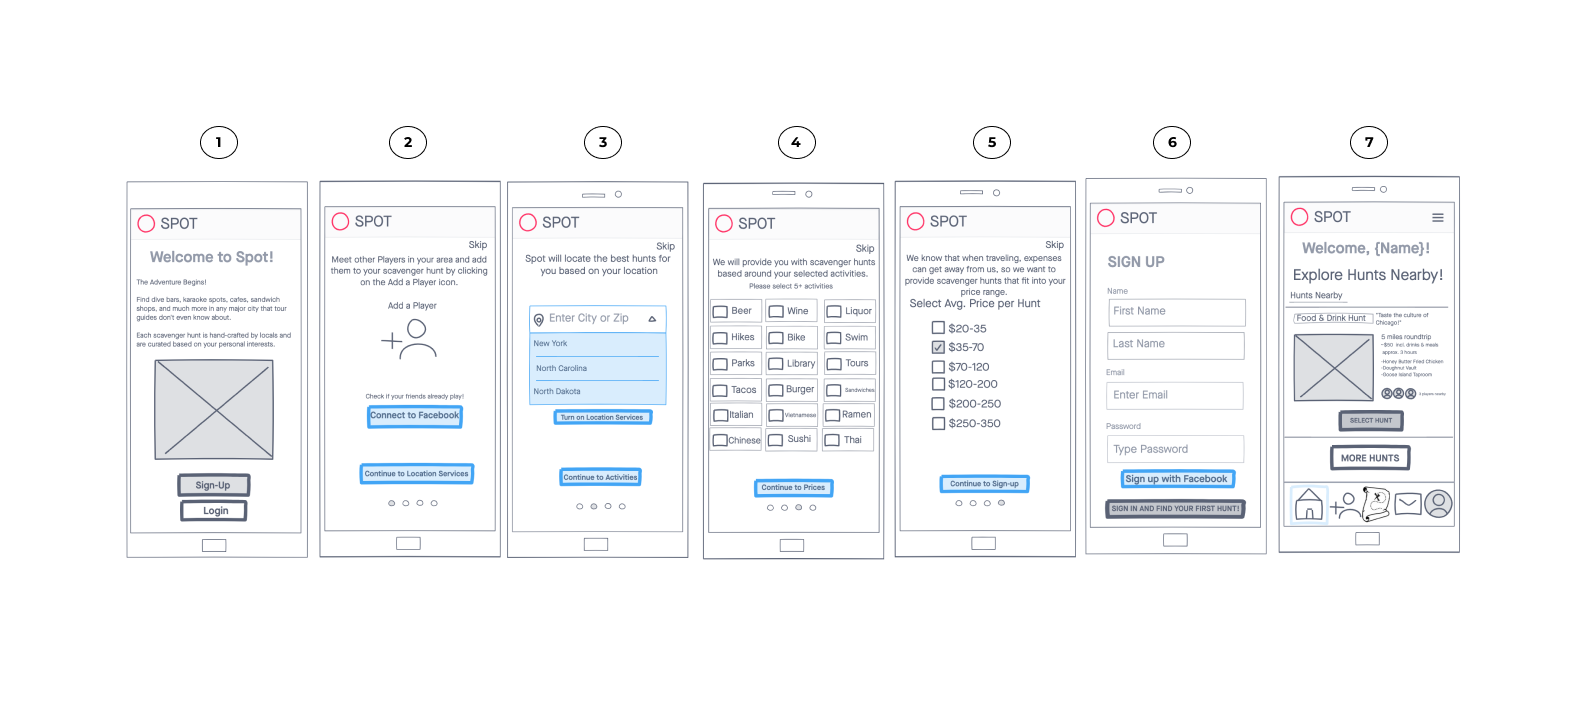 1
2
3
4
5
6
7
SPOT
Welcome to Spot!
The Adventure Begins!
Find dive bars, karaoke spots, cafes, sandwich
shops, and much more in any major city that tour
guides don't even know about.
Each scavenger hunt is hand-crafted by locals and
are curated based on your personal interests.
Sign-Up
Login
SPOT
Skip
Meet other Players in your area and add
them to your scavenger hunt by clicking
on the Add a Player icon.
Add a Player
Check if your friends already play!
Connect to Facebook
Continue to Location Services
SPOT
Skip
Spot will locate the best hunts for
you based on your location
Enter City or Zip
New York
North Carolina
North Dakota
Turn on Location Services
Continue to Activities
SPOT
Skip
We will provide you with scavenger hunts
based around your selected activities.
Please select 5+ activities
Beer Wine Liquor
Hikes Bike Swim
Parks Library Tours
Tacos Burger Sandwiches
Italian Vietnamese Ramen
Chinese Sushi Thai
Continue to Prices
SPOT
Skip
We know that when traveling, expenses
can get away from us, so we want to
provide scavenger hunts that fit into your
price range.
Select Avg. Price per Hunt
$20-35
$35-70
$70-120
$120-200
$200-250
$250-350
Continue to Sign-up
SPOT
SIGN UP
Name
First Name
Last Name
Email
Enter Email
Password
Type Password
Sign up with Facebook
SIGN IN AND FIND YOUR FIRST HUNT!
SPOT
Welcome, {Name}!
Explore Hunts Nearby!
Hunts Nearby
Food & Drink Hunt
"Taste the culture of
Chicago!"
5 miles roundtrip
~$50 incl. drinks & meals
approx. 3 hours
-Honey Butter Fried Chicken
-Doughnut Vault
-Goose Island Taproom
players nearby
SELECT HUNT
MORE HUNTS